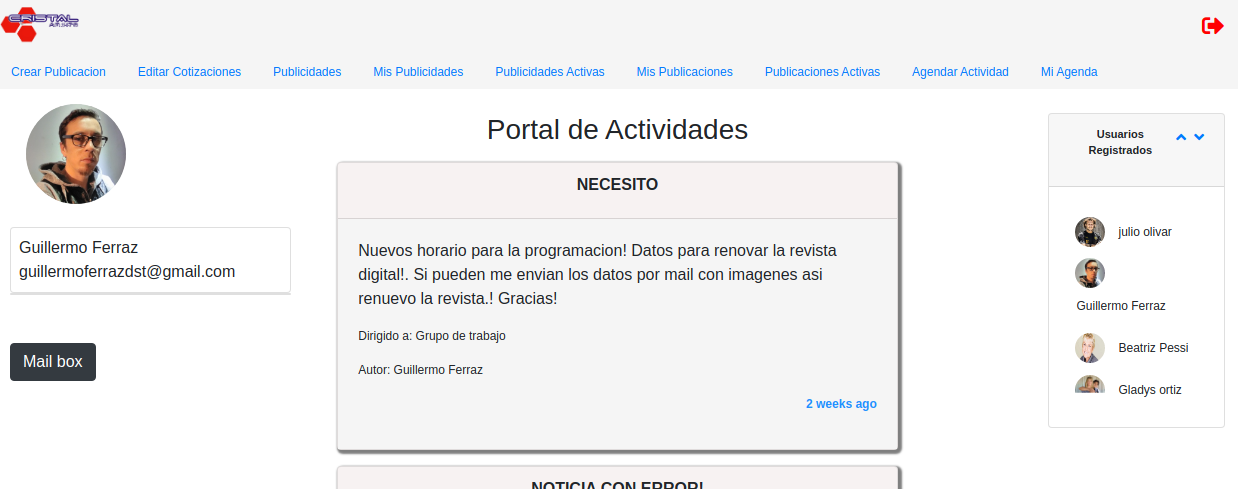 CRISTAL
Crear Publicacion Editar Cotizaciones Publicidades Mis Publicidades Publicidades Activas Mis Publicaciones Publicaciones Activas Agendar Actividad Mi Agenda
Guillermo Ferraz
guillermoferrazdst@gmail.com
Mail box
Portal de Actividades
NECESITO
Nuevos horario para la programacion! Datos para renovar la revista
digital!. Si pueden me envian los datos por mail con imagenes asi
renuevo la revista.! Gracias!
Dirigido a: Grupo de trabajo
Autor: Guillermo Ferraz
2 weeks ago
NOTICIA CON ERROR!
Usuarios
Registrados
julio olivar
Guillermo Ferraz
Beatriz Pessi
Gladys ortiz